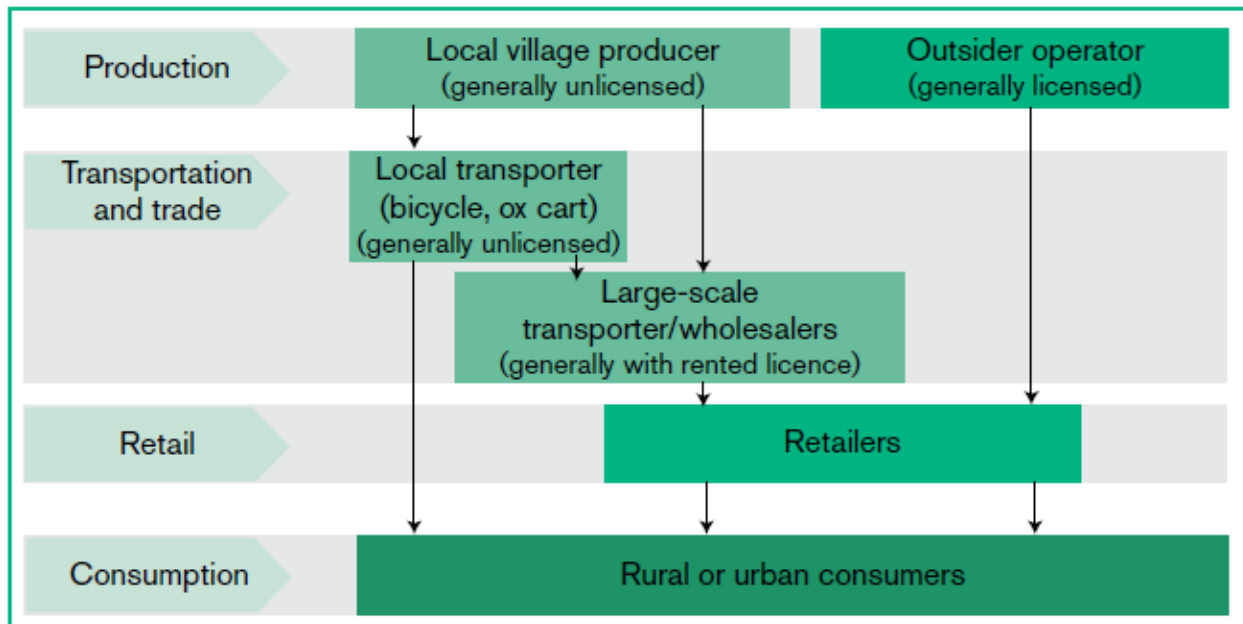 Production
Local village producer
(generally unlicensed)
Outsider operator
(generally licensed)
Transportation
and trade
Local transporter
(bicycle, ox cart)
(generally unlicensed)
Large-scale
transporter/wholesalers
(generally with rented licence)
Retail
Retailers
Consumption
Rural or urban consumers